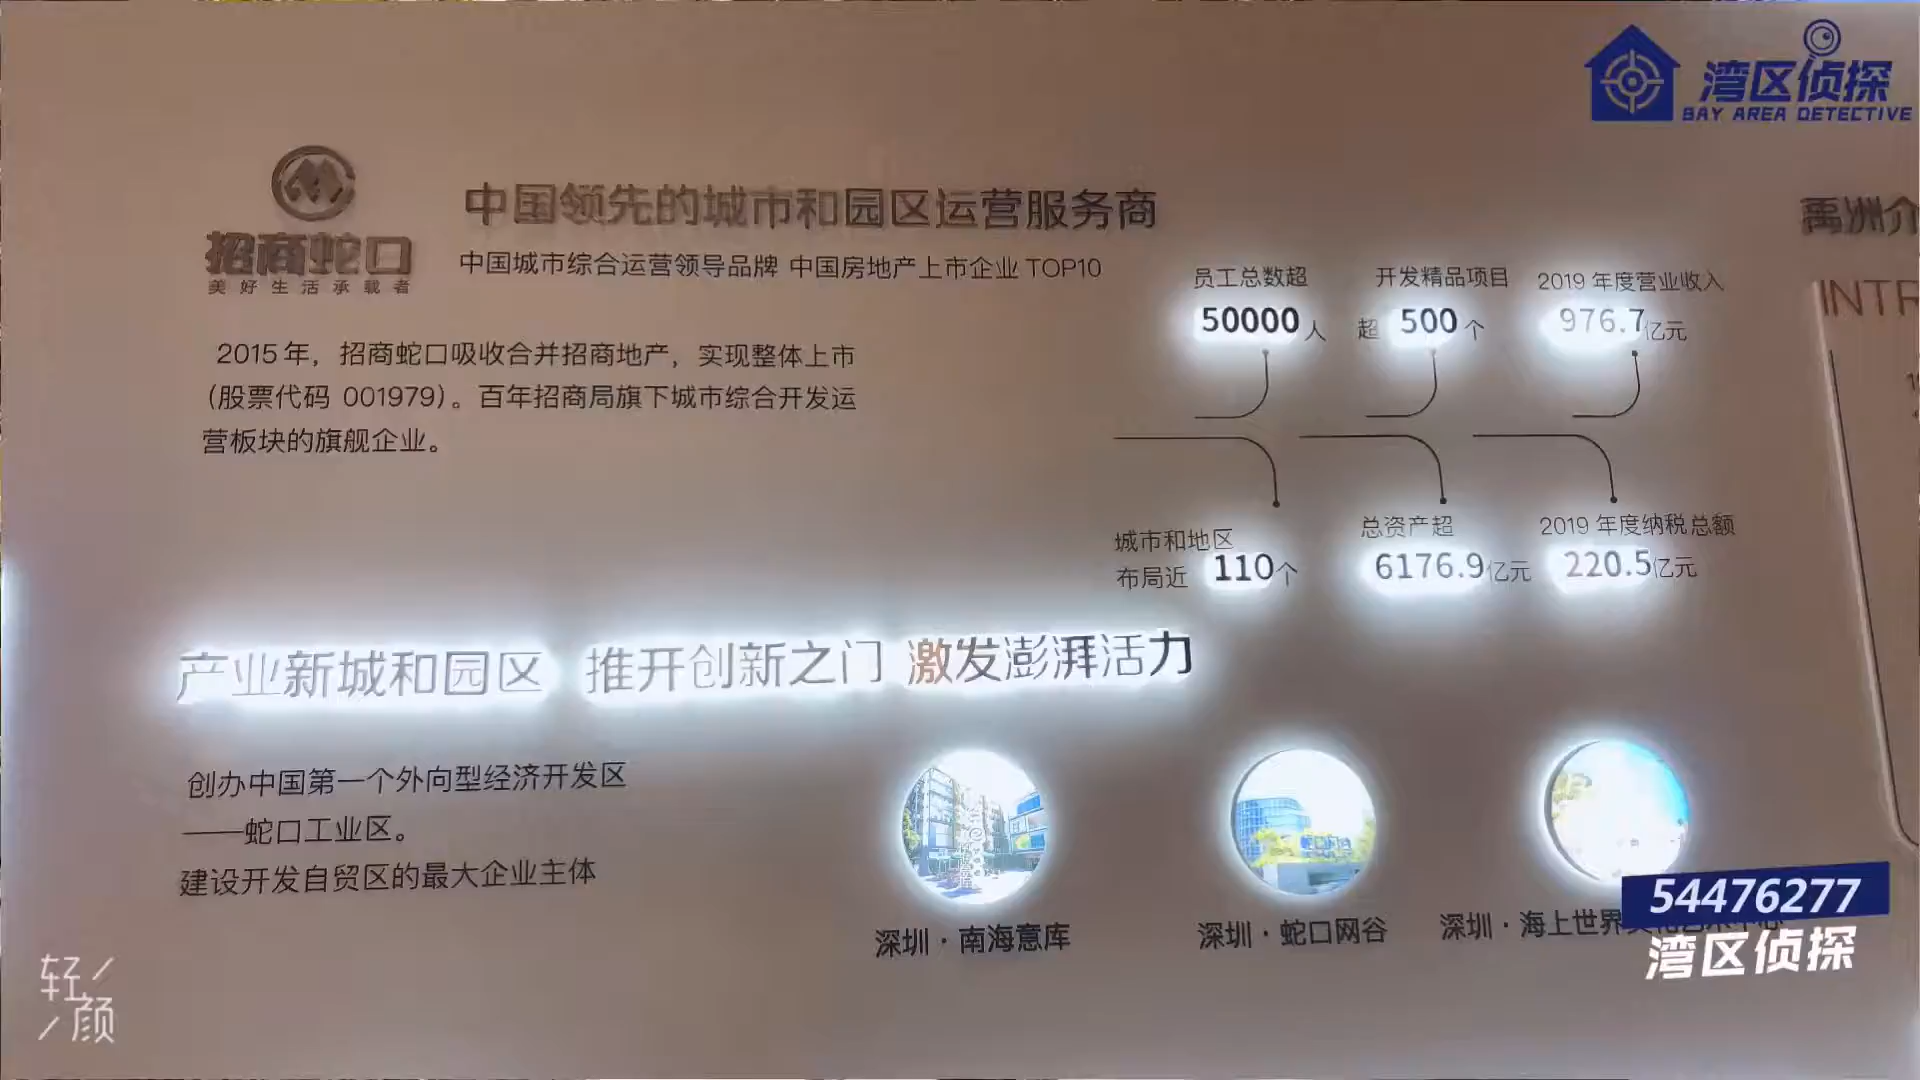 湾区侦探
BAY AREA DETECTIVE
招商蛇口
美好生活承载者
中国领先的城市和园区运营服务商
中国城市综合运营领导品牌 中国房地产上市企业 TOP10
2015年，招商蛇口吸收合并招商地产，实现整体上市
(股票代码 001979)。百年招商局旗下城市综合开发运
营板块的旗舰企业。
员工总数超
50000人
开发精品项目
超 500 个
2019 年度营业收入
976.7亿元
城市和地区
布局近 110个
总资产超
6176.9亿元
2019 年度纳税总额
220.5亿元
禹洲介
INTR
产业新城和园区 推开创新之门 激发澎湃活力
创办中国第一个外向型经济开发区
——蛇口工业区。
建设开发自贸区的最大企业主体
深圳·南海意库
深圳·蛇口网谷
深圳·海上世界
54476277
湾区侦探
轻颜